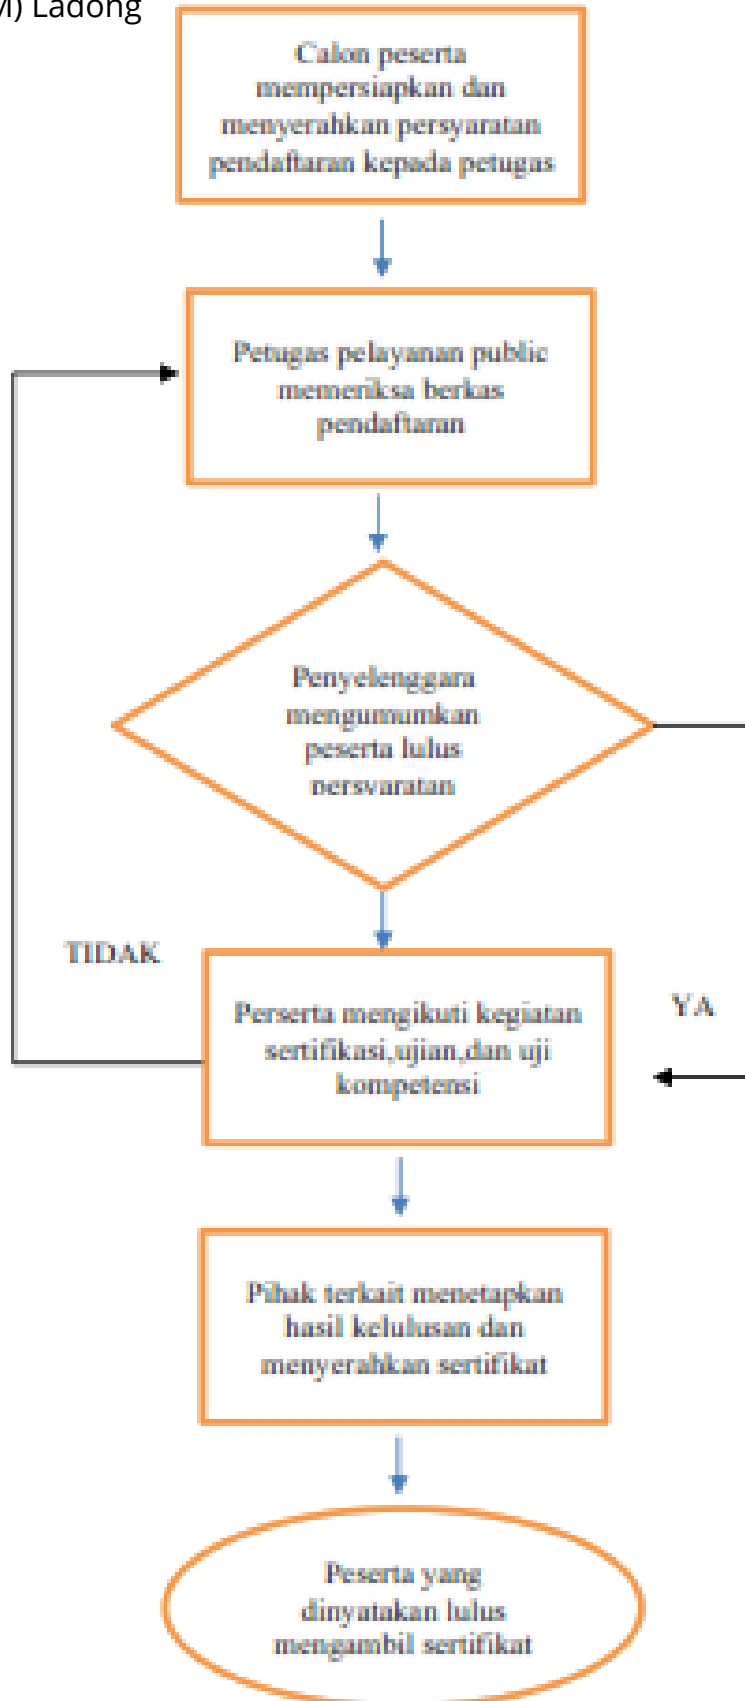 M) Ladong
Calon peserta
mempersiapkan dan
menyerahkan persyaratan
pendaftaran kepada petugas
Petugas pelayanan public
memeriksa berkas
pendaftaran
Penyelenggara
mengumumkan
peserta lulus
persyaratan
TIDAK
Perserta mengikuti kegiatan
sertifikasi,ujian,dan uji
kompetensi
YA
Pihak terkait menetapkan
hasil kelulusan dan
menyerahkan sertifikat
Peserta yang
dinyatakan lulus
mengambil sertifikat